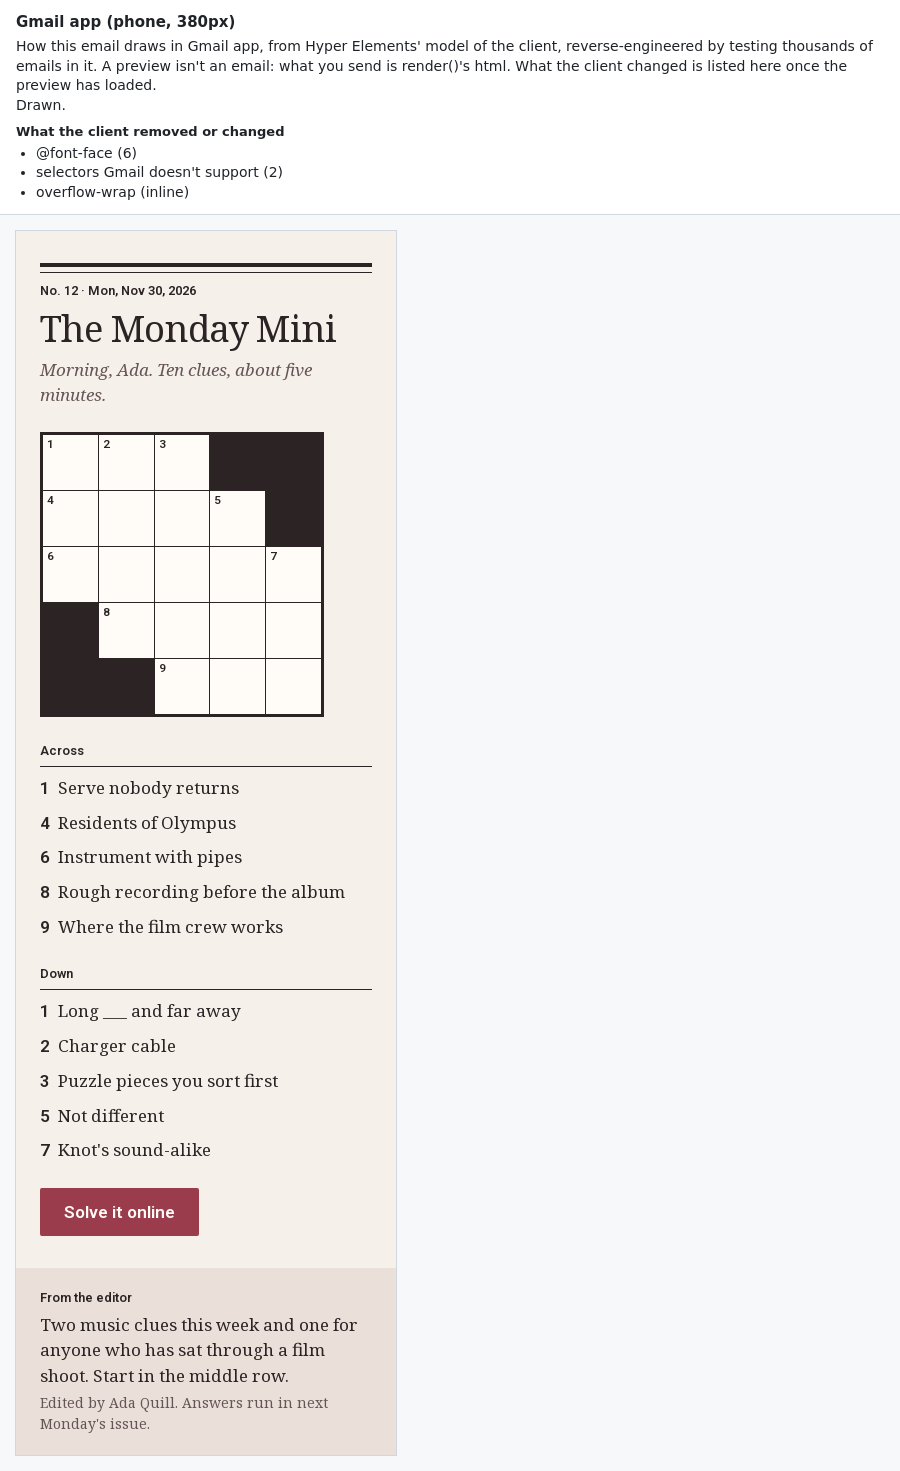 Gmail app (phone, 380px)
How this email draws in Gmail app, from Hyper Elements' model of the client, reverse-engineered by testing thousands of
emails in it. A preview isn't an email: what you send is render()'s html. What the client changed is listed here once the
preview has loaded.
Drawn.
What the client removed or changed
• @font-face (6)
• selectors Gmail doesn't support (2)
• overflow-wrap (inline)
No. 12 · Mon, Nov 30, 2026
The Monday Mini
Morning, Ada. Ten clues, about five
minutes.
1 2 3
4 5
6 7
8
9
Across
1 Serve nobody returns
4 Residents of Olympus
6 Instrument with pipes
8 Rough recording before the album
9 Where the film crew works
Down
1 Long ___ and far away
2 Charger cable
3 Puzzle pieces you sort first
5 Not different
7 Knot's sound-alike
Solve it online
From the editor
Two music clues this week and one for
anyone who has sat through a film
shoot. Start in the middle row.
Edited by Ada Quill. Answers run in next
Monday's issue.